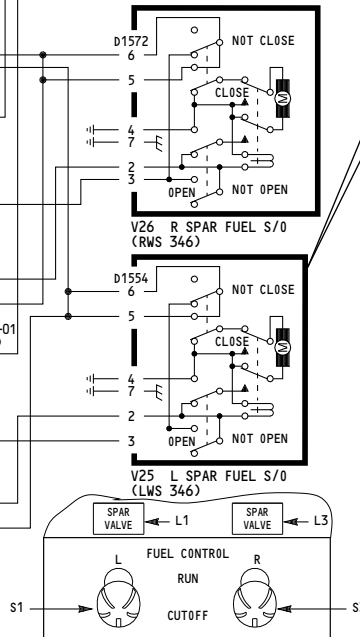 D1572
6
NOT CLOSE
5
CLOSE
M
4
7
2
3
OPEN
NOT OPEN
V26 R SPAR FUEL S/O
(RWS 346)
D1554
6
NOT CLOSE
5
-01
CLOSE
M
4
7
2
3
OPEN
NOT OPEN
V25 L SPAR FUEL S/O
(LWS 346)
SPAR
VALVE
L1
SPAR
VALVE
L3
FUEL CONTROL
L
R
RUN
S1
CUTOFF